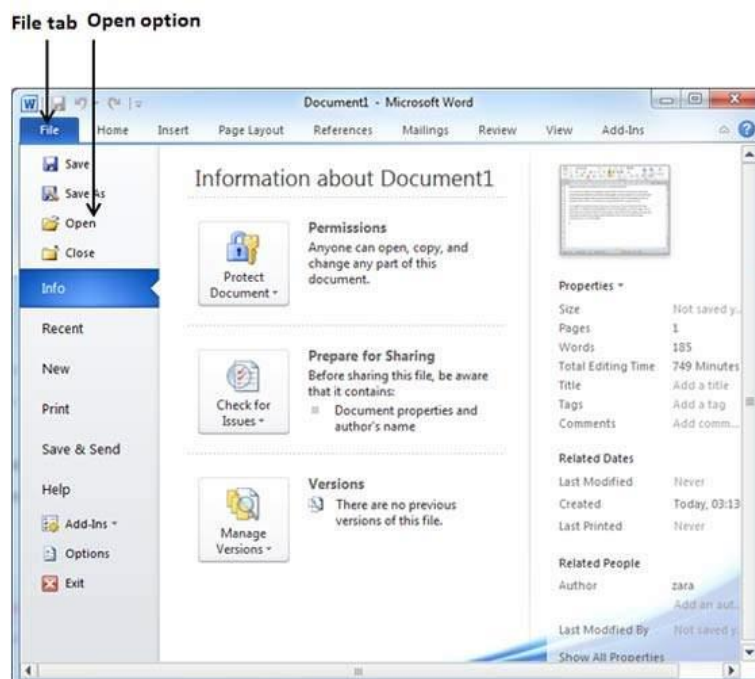 File tab Open option
W
Document1 - Microsoft Word
File Home Insert Page Layout References Mailings Review View Add-Ins
Save
Save As
Open
Close
Info
Recent
New
Print
Save & Send
Help
Add-Ins
Options
Exit
Information about Document1
Protect
Document
Permissions
Anyone can open, copy, and
change any part of this
document.
Check for
Issues
Prepare for Sharing
Before sharing this file, be aware
that it contains:
Document properties and
author's name
Manage
Versions
Versions
There are no previous
versions of this file.
Properties
Size Not saved y..
Pages 1
Words 185
Total Editing Time 749 Minutes
Title Add a title
Tags Add a tag
Comments Add comm...
Related Dates
Last Modified Never
Created Today, 03:13
Last Printed Never
Related People
Author zara
Add an aut..
Last Modified By Not saved y.
Show All Properties